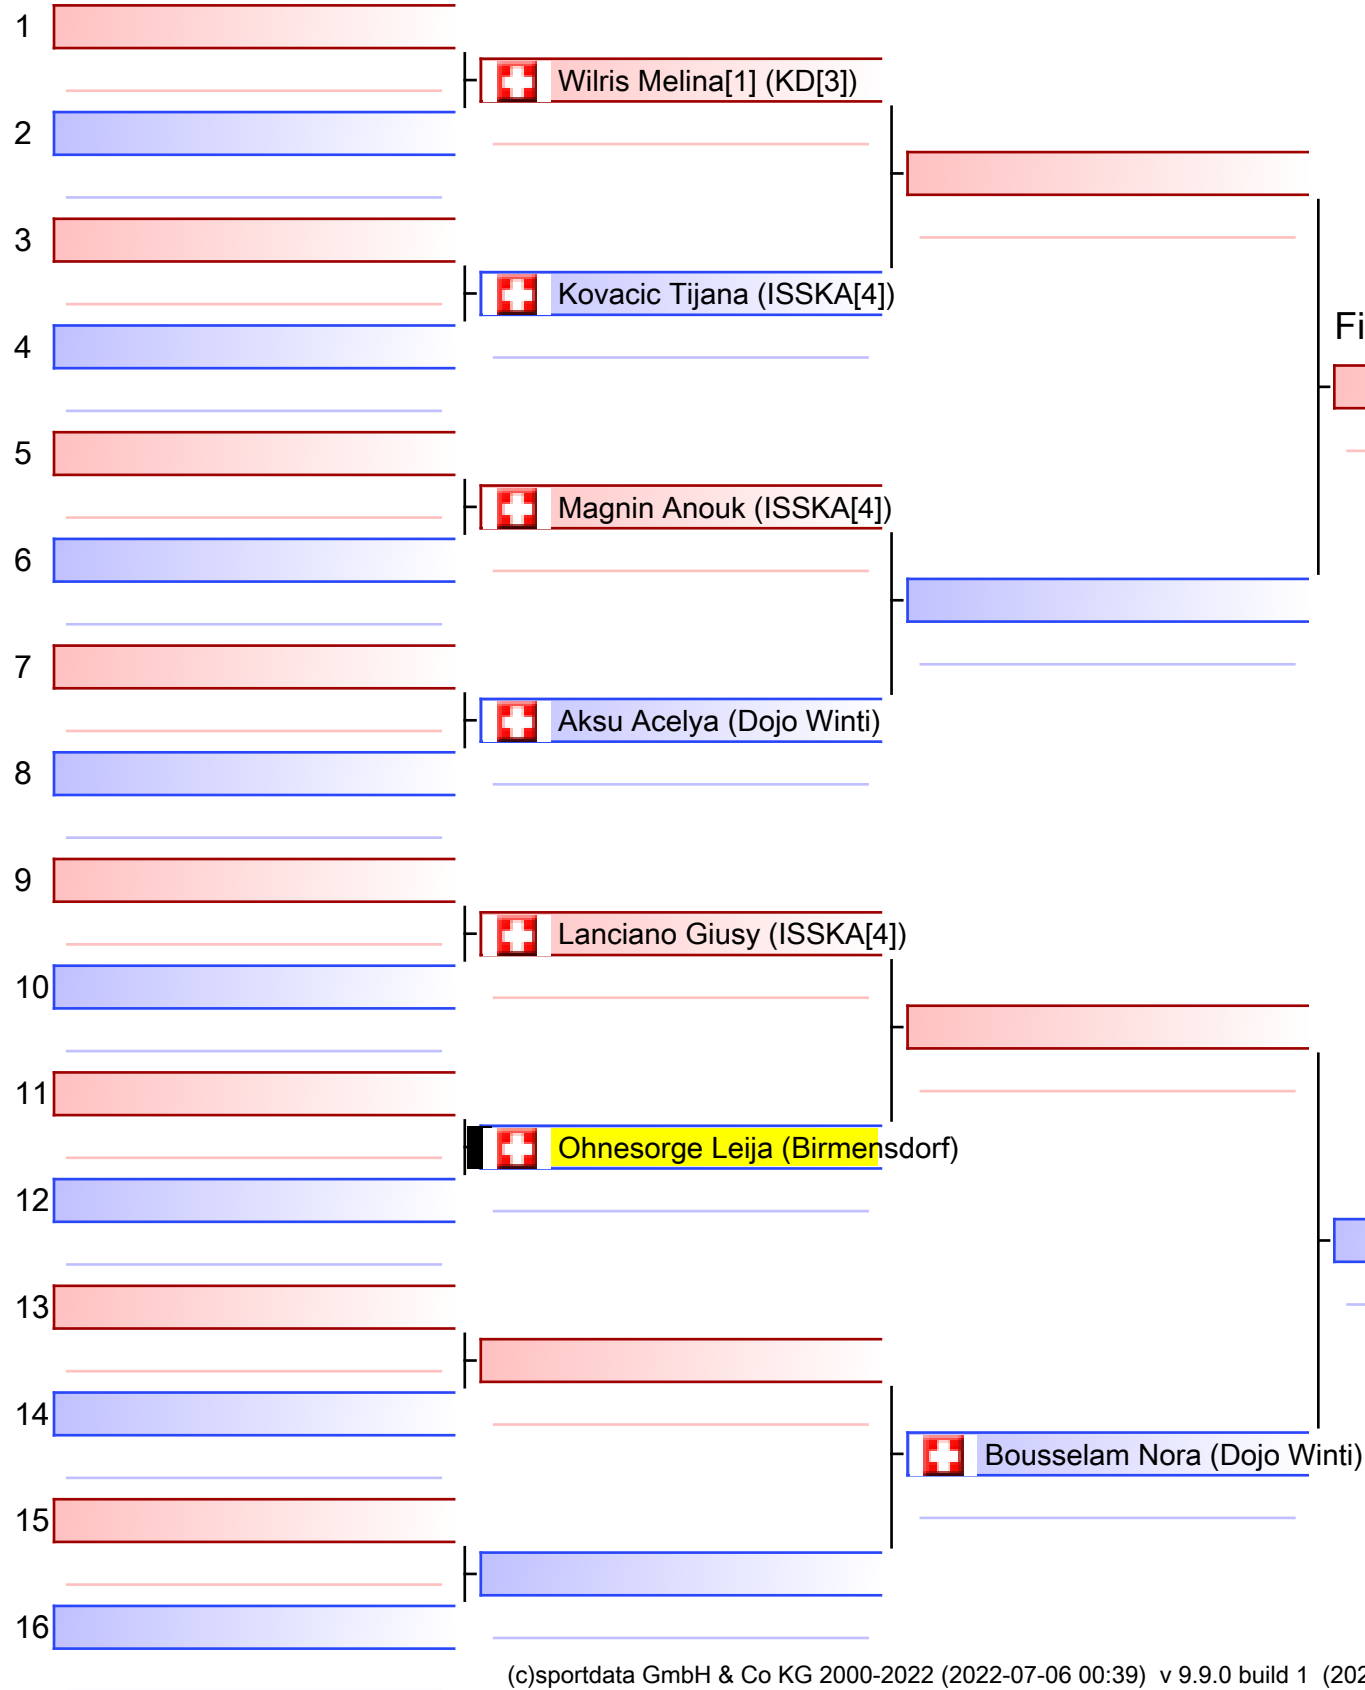 1
Wilris Melina[1] (KD[3])
2
3
Kovacic Tijana (ISSKA[4])
4
Fi
5
Magnin Anouk (ISSKA[4])
6
7
Aksu Acelya (Dojo Winti)
8
9
Lanciano Giusy (ISSKA[4])
10
11
Ohnesorge Leija (Birmensdorf)
12
13
14
Bousselam Nora (Dojo Winti)
15
16
(c)sportdata GmbH & Co KG 2000-2022 (2022-07-06 00:39) v 9.9.0 build 1 (202